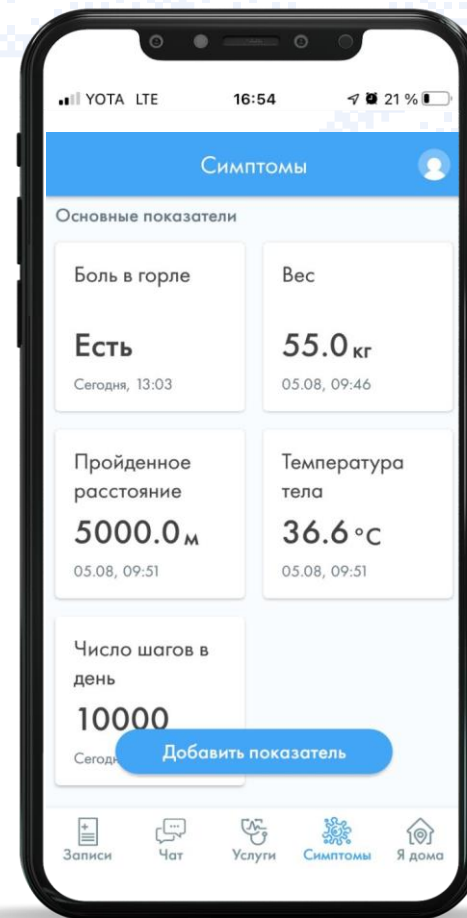 YOTA LTE 16:54 21 %
Симптомы
Основные показатели
Боль в горле
Есть
Сегодня, 13:03
Вес
55.0 кг
05.08, 09:46
Пройденное
расстояние
5000.0 м
05.08, 09:51
Температура
тела
36.6 °C
05.08, 09:51
Число шагов в
день
10000
Добавить показатель
Записи
Чат
Услуги
Симптомы
Я дома